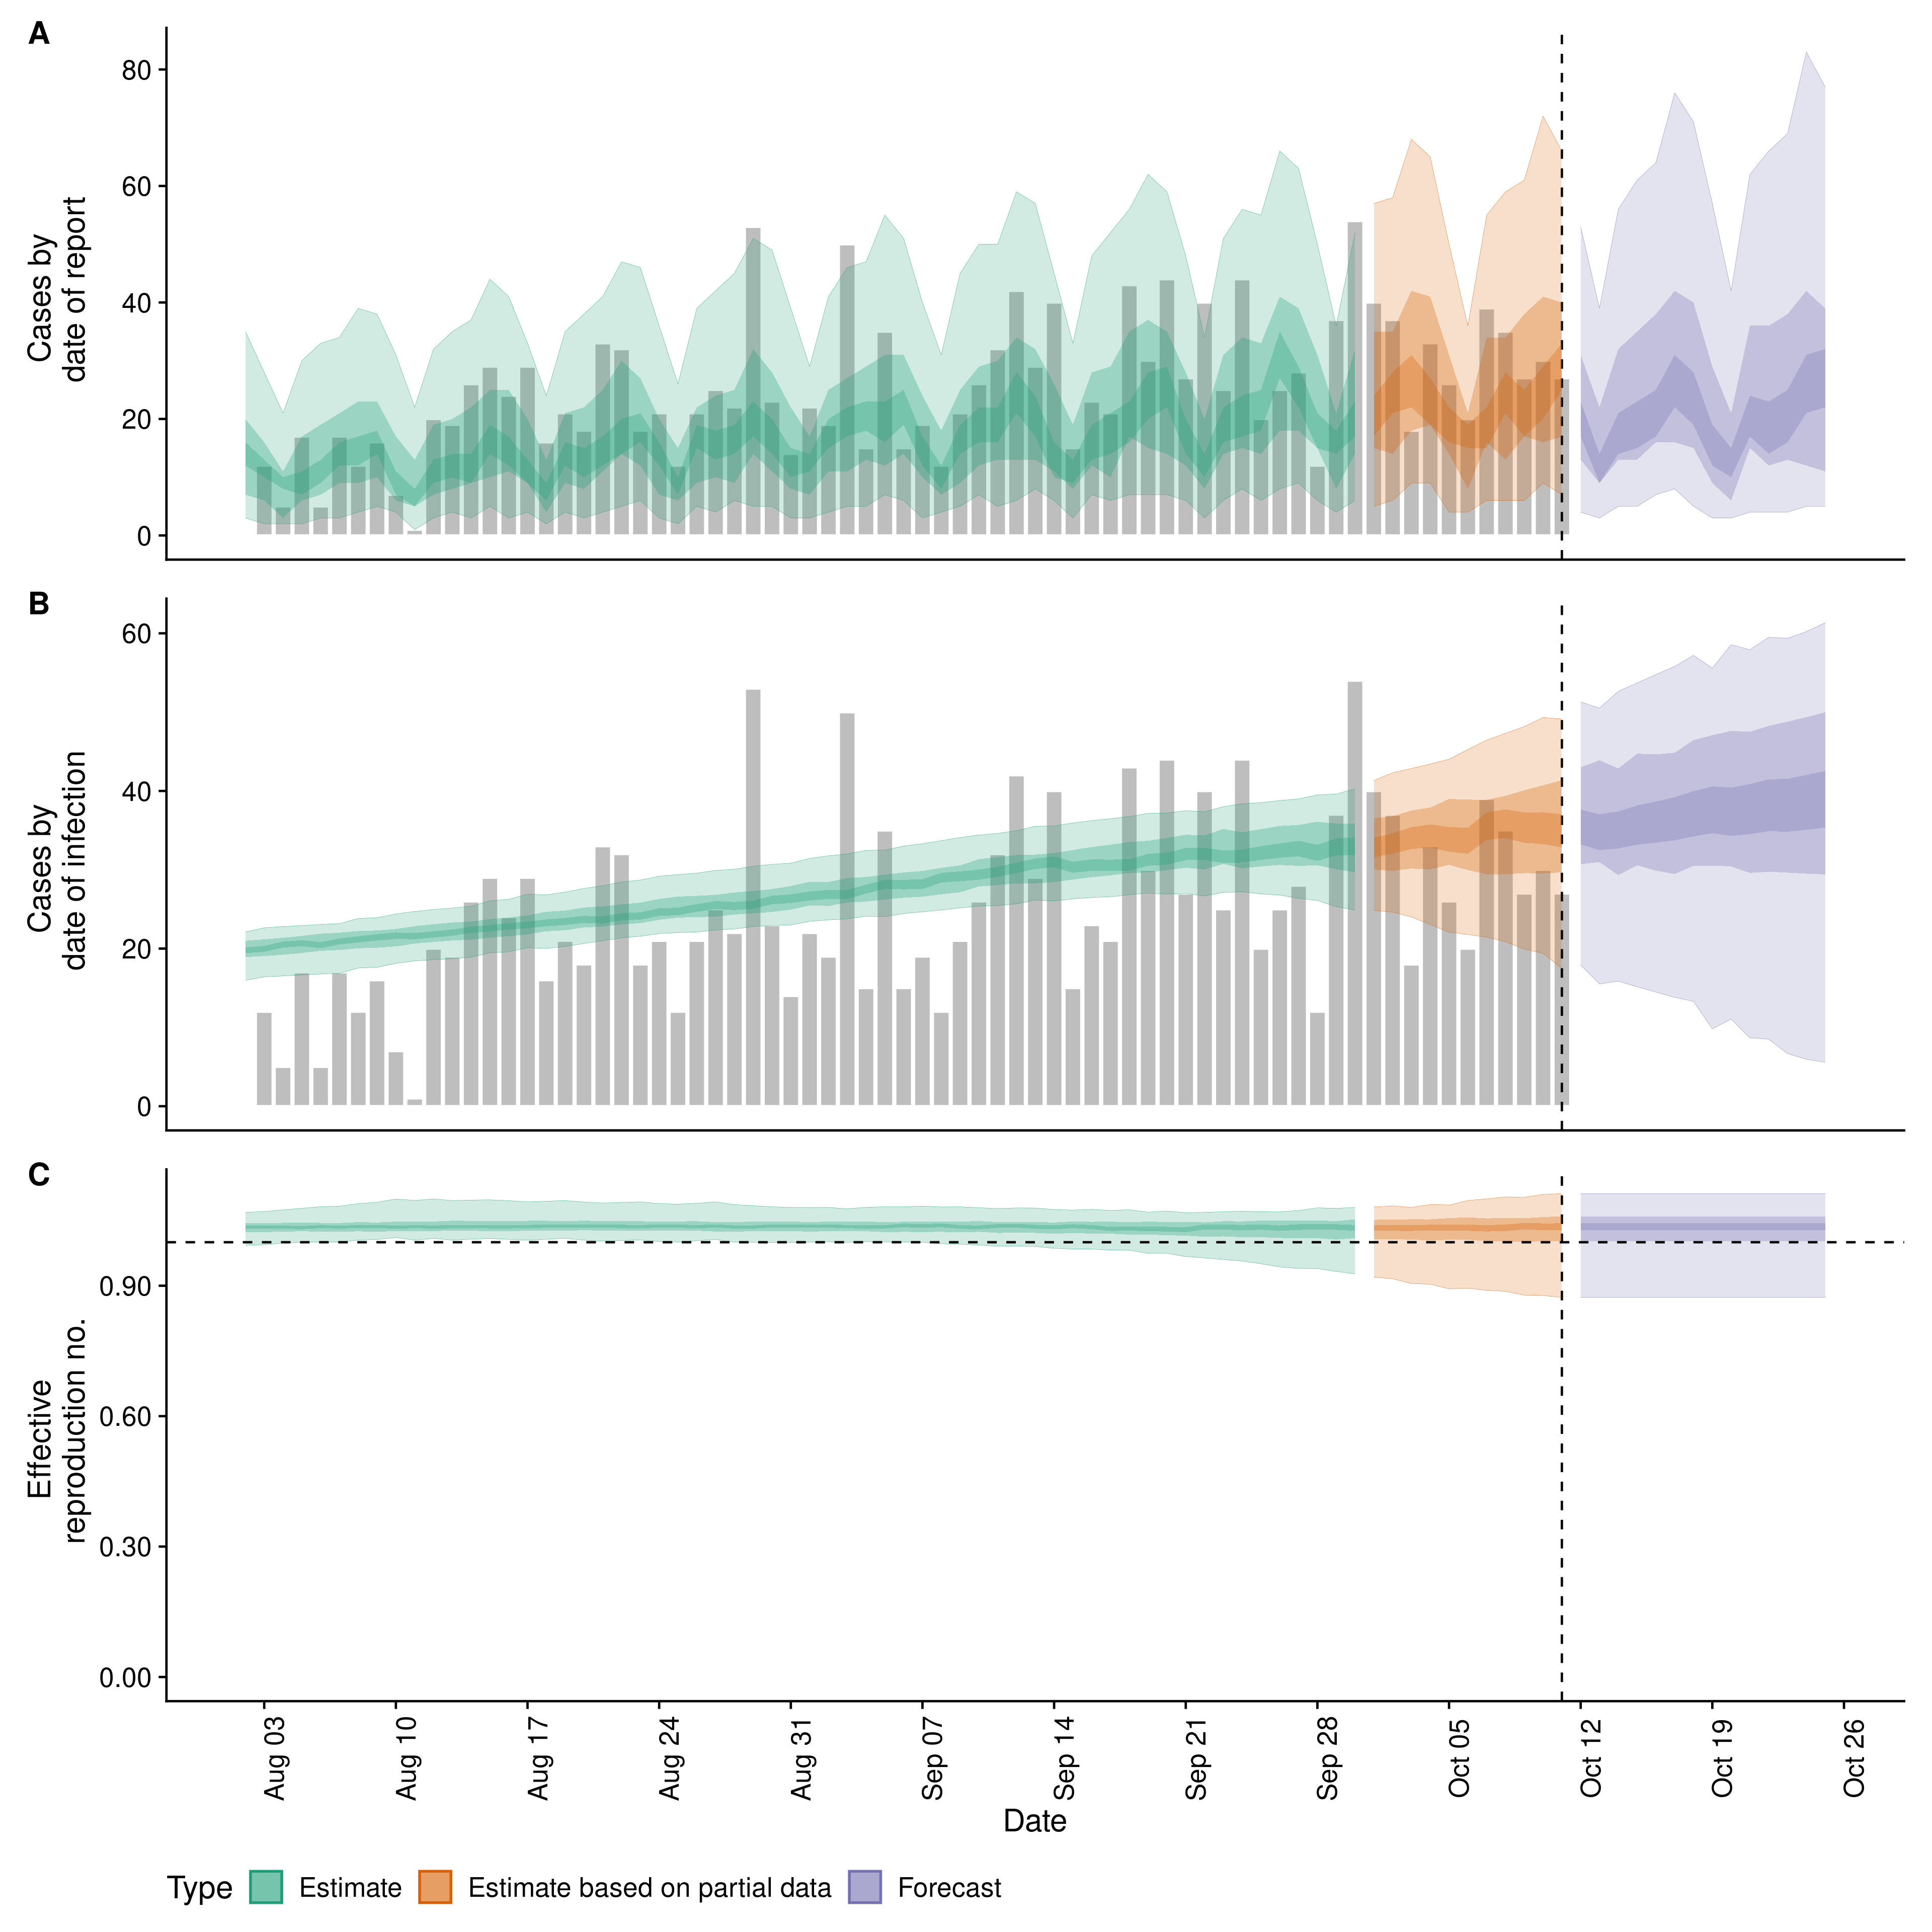 A
80
60
40
20
0
Cases by
date of report
B
60
40
20
0
Cases by
date of infection
C
0.90
0.60
0.30
0.00
Effective
reproduction no.
Aug 03
Aug 10
Aug 17
Aug 24
Aug 31
Sep 07
Sep 14
Sep 21
Sep 28
Oct 05
Oct 12
Oct 19
Oct 26
Date
Type Estimate Estimate based on partial data Forecast